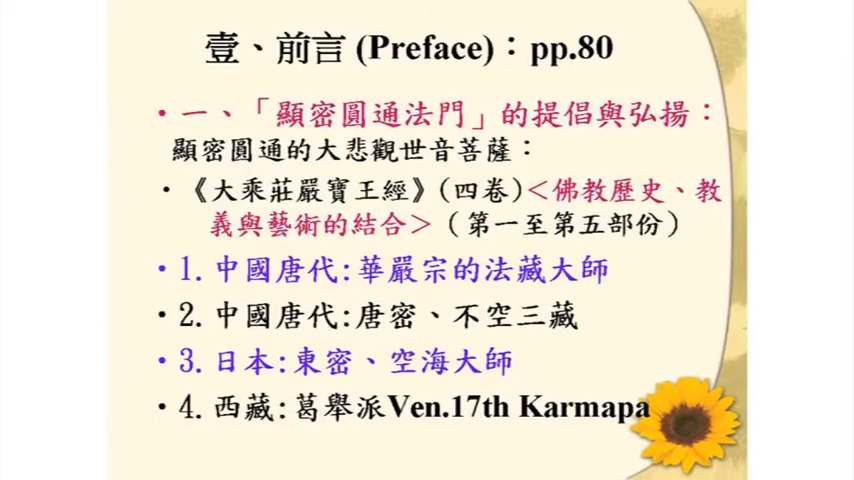 壹、前言 (Preface)：pp.80
•一、「顯密圓通法門」的提倡與弘揚：
顯密圓通的大悲觀世音菩薩：
•《大乘莊嚴寶王經》(四卷)<佛教歷史、教
義與藝術的結合>（第一至第五部份）
•1.中國唐代:華嚴宗的法藏大師
•2.中國唐代:唐密、不空三藏
•3.日本:東密、空海大師
•4.西藏:葛舉派Ven.17th Karmapa